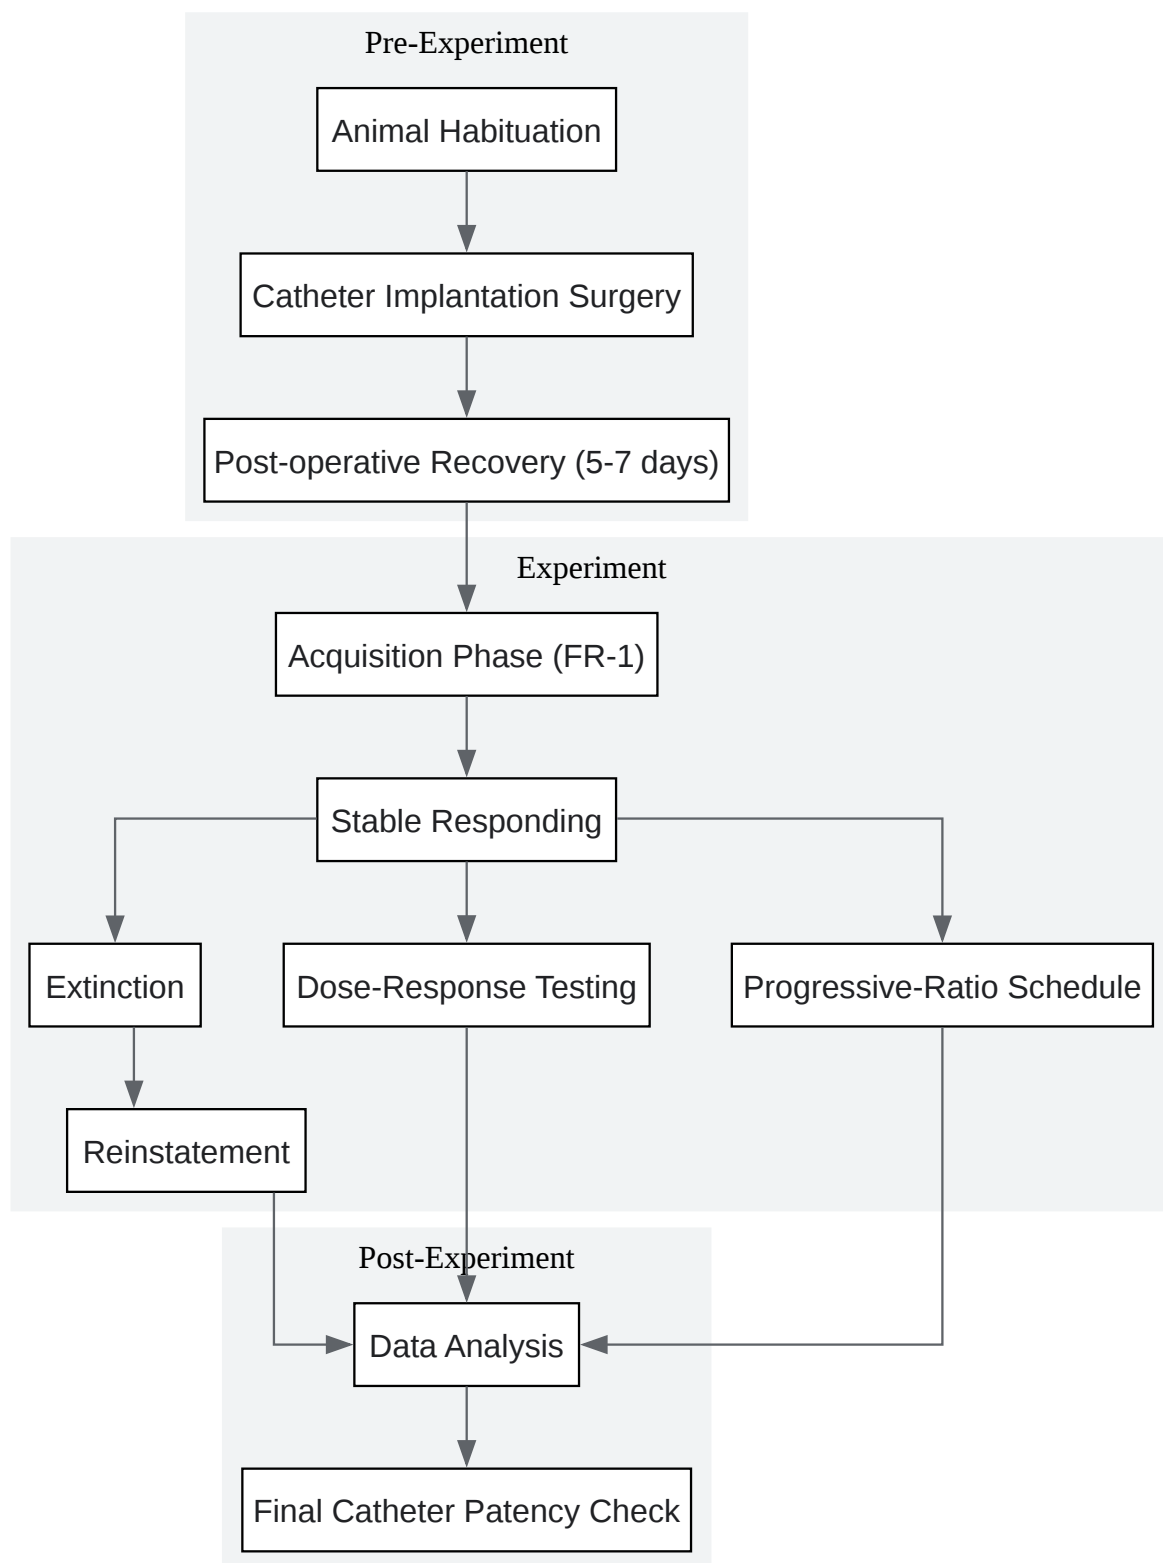 Pre-Experiment
Animal Habituation
Catheter Implantation Surgery
Post-operative Recovery (5-7 days)
Experiment
Acquisition Phase (FR-1)
Stable Responding
Extinction
Dose-Response Testing
Progressive-Ratio Schedule
Reinstatement
Post-Experiment
Data Analysis
Final Catheter Patency Check